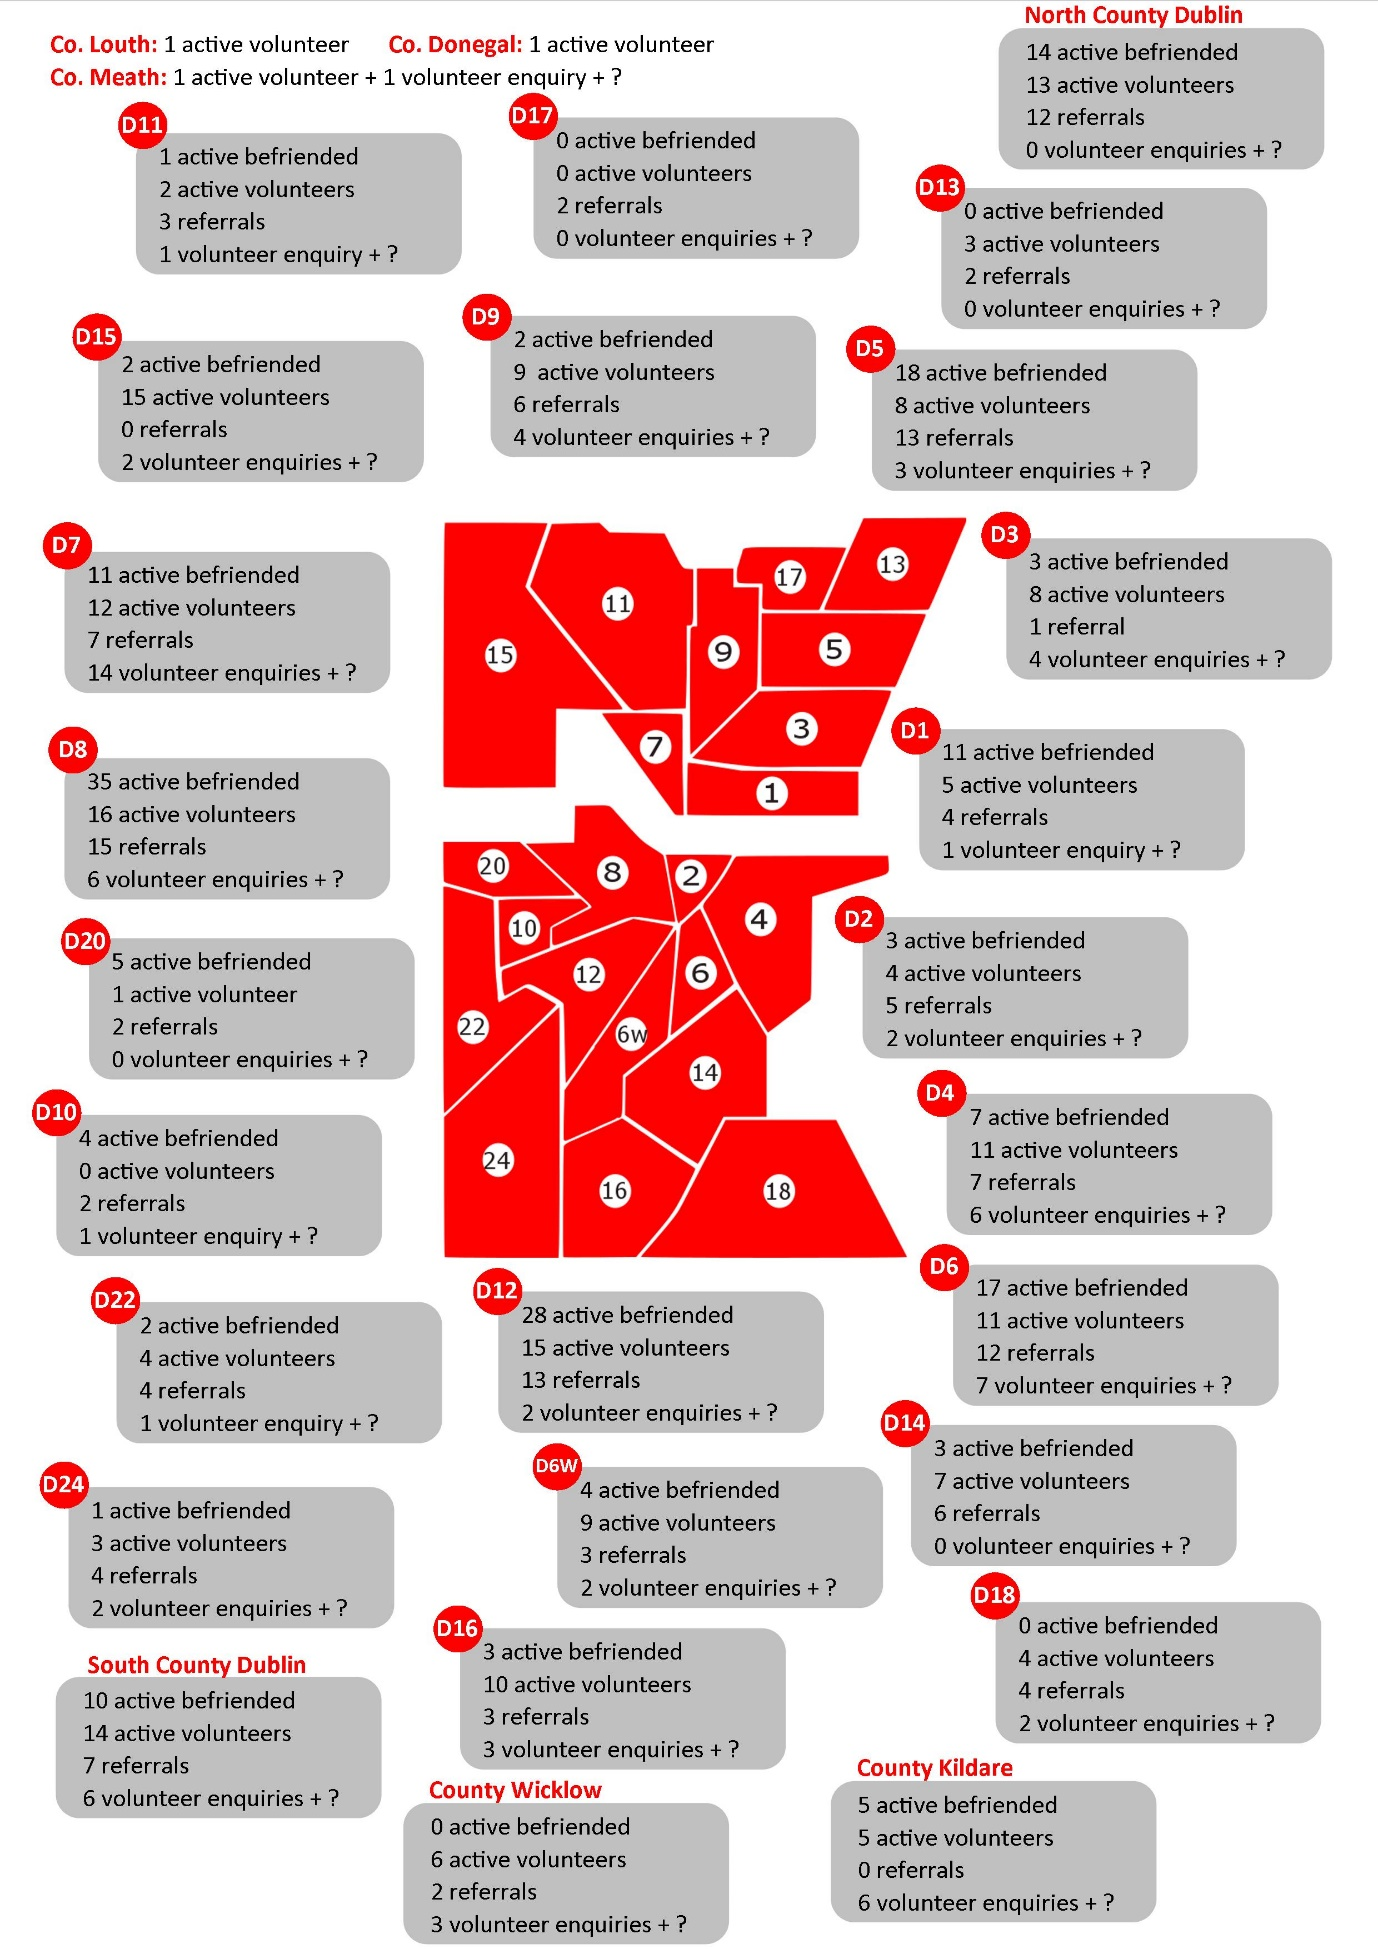 North County Dublin
14 active befriended
13 active volunteers
12 referrals
0 volunteer enquiries + ?
Co. Louth: 1 active volunteer Co. Donegal: 1 active volunteer
Co. Meath: 1 active volunteer + 1 volunteer enquiry + ?
D11
1 active befriended
2 active volunteers
3 referrals
1 volunteer enquiry + ?
D17
0 active befriended
0 active volunteers
2 referrals
0 volunteer enquiries + ?
D13
0 active befriended
3 active volunteers
2 referrals
0 volunteer enquiries + ?
D15
2 active befriended
15 active volunteers
0 referrals
2 volunteer enquiries + ?
D9
2 active befriended
9 active volunteers
6 referrals
4 volunteer enquiries + ?
D5
18 active befriended
8 active volunteers
13 referrals
3 volunteer enquiries + ?
D7
11 active befriended
12 active volunteers
7 referrals
14 volunteer enquiries + ?
D3
3 active befriended
8 active volunteers
1 referral
4 volunteer enquiries + ?
13
17
11
5
9
15
3
7
1
D8
35 active befriended
16 active volunteers
15 referrals
6 volunteer enquiries + ?
D1
11 active befriended
5 active volunteers
4 referrals
1 volunteer enquiry + ?
20
8
2
4
10
6
12
22
6w
14
24
16
18
D20
5 active befriended
1 active volunteer
2 referrals
0 volunteer enquiries + ?
D2
3 active befriended
4 active volunteers
5 referrals
2 volunteer enquiries + ?
D10
4 active befriended
0 active volunteers
2 referrals
1 volunteer enquiry + ?
D4
7 active befriended
11 active volunteers
7 referrals
6 volunteer enquiries + ?
D22
2 active befriended
4 active volunteers
4 referrals
1 volunteer enquiry + ?
D12
28 active befriended
15 active volunteers
13 referrals
2 volunteer enquiries + ?
D6
17 active befriended
11 active volunteers
12 referrals
7 volunteer enquiries + ?
D24
1 active befriended
3 active volunteers
4 referrals
2 volunteer enquiries + ?
D6W
4 active befriended
9 active volunteers
3 referrals
2 volunteer enquiries + ?
D14
3 active befriended
7 active volunteers
6 referrals
0 volunteer enquiries + ?
D16
3 active befriended
10 active volunteers
3 referrals
3 volunteer enquiries + ?
D18
0 active befriended
4 active volunteers
4 referrals
2 volunteer enquiries + ?
South County Dublin
10 active befriended
14 active volunteers
7 referrals
6 volunteer enquiries + ?
County Wicklow
0 active befriended
6 active volunteers
2 referrals
3 volunteer enquiries + ?
County Kildare
5 active befriended
5 active volunteers
0 referrals
6 volunteer enquiries + ?